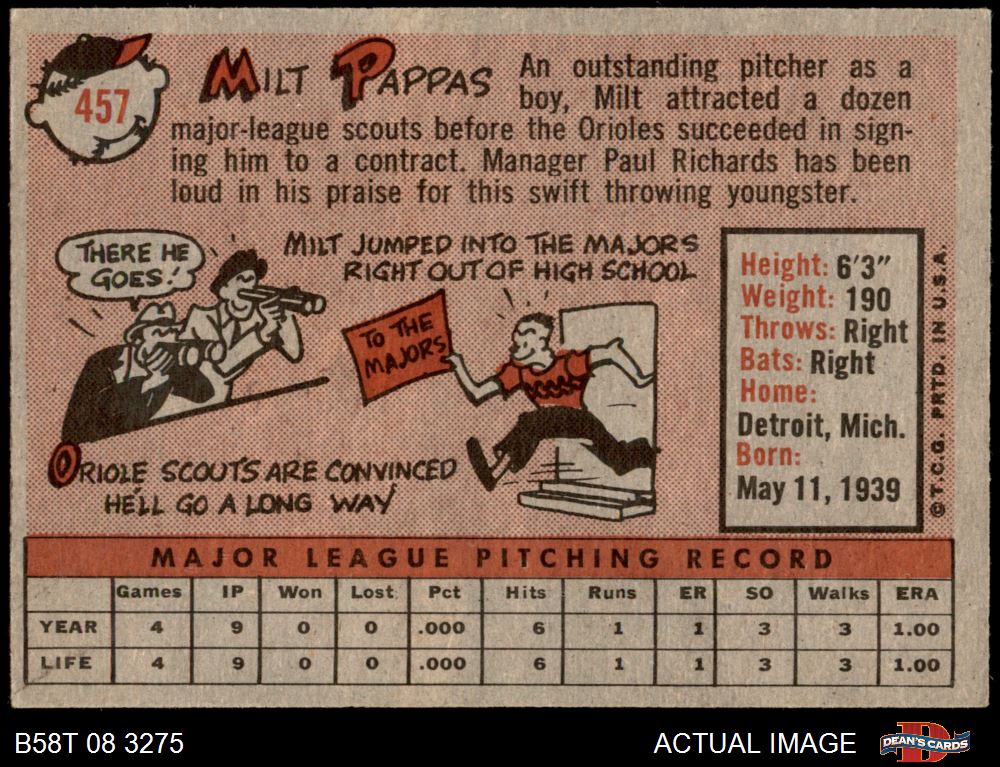 457
MILT PAPPAS
An outstanding pitcher as a
boy, Milt attracted a dozen
major-league scouts before the Orioles succeeded in sign-
ing him to a contract. Manager Paul Richards has been
loud in his praise for this swift throwing youngster.
THERE HE
GOES!
MILT JUMPED INTO THE MAJORS
RIGHT OUT OF HIGH SCHOOL
TO THE
MAJORS
ORIOLE SCOUTS ARE CONVINCED
HE'LL GO A LONG WAY
Height: 6'3"
Weight: 190
Throws: Right
Bats: Right
Home:
Detroit, Mich.
Born:
May 11, 1939
© T.C.G. PRTD. IN U.S.A.
MAJOR LEAGUE PITCHING RECORD
Games IP Won Lost Pct Hits Runs ER SO Walks ERA
YEAR 4 9 0 0 .000 6 1 1 3 3 1.00
LIFE 4 9 0 0 .000 6 1 1 3 3 1.00
B58T 08 3275
ACTUAL IMAGE
D
DEAN'S CARDS